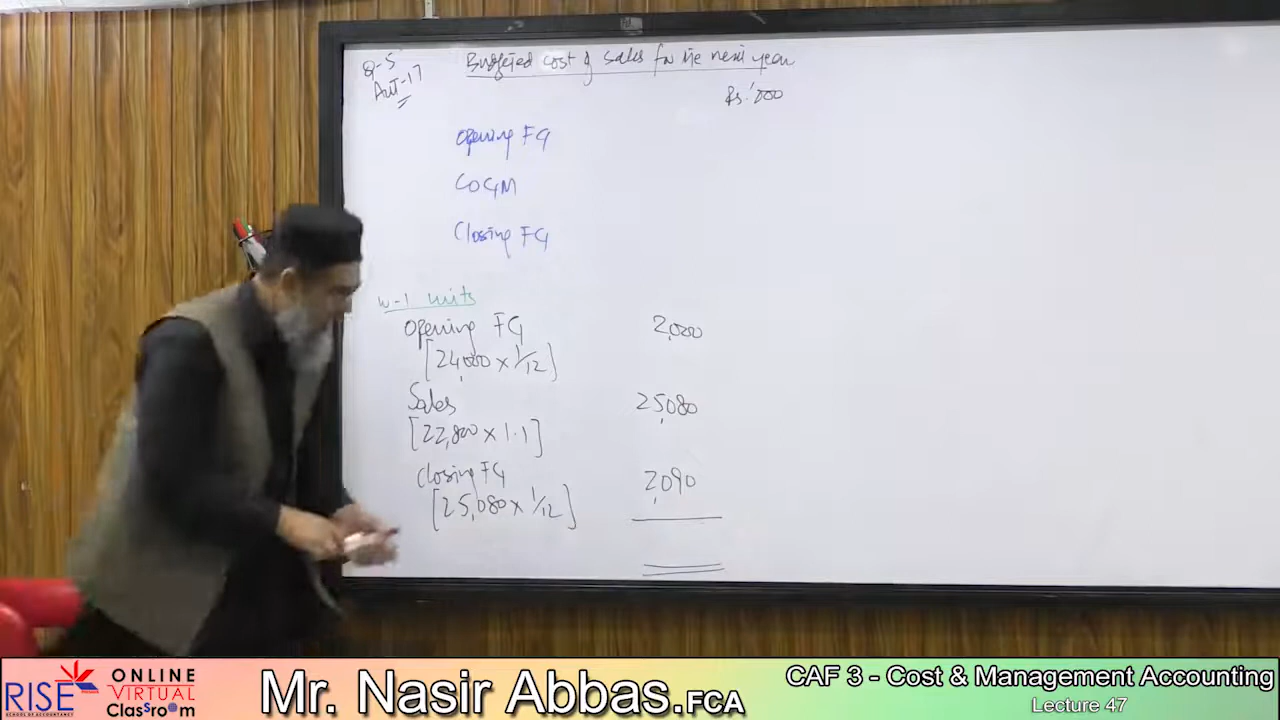 Q-5
Aut-17
Budgeted cost of sales for the next year
Rs.'000
Opening FG
COGM
Closing FG
W-1 units
Opening FG 2,000
[24,000 × 1/12]
Sales 25,080
[22,800 × 1.1]
Closing FG 2,090
[25,080 × 1/12]
RISE
SCHOOL OF ACCOUNTANCY
ONLINE
VIRTUAL
ClassrooM
Mr. Nasir Abbas.FCA
CAF 3 - Cost & Management Accounting
Lecture 47